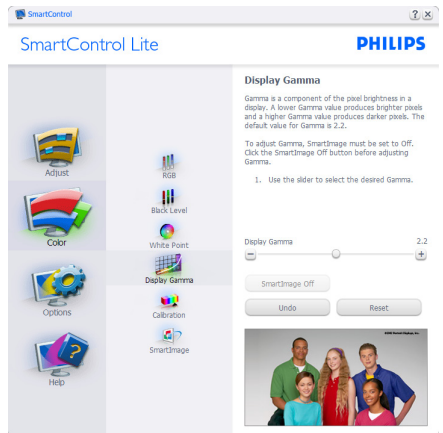 SmartControl
? x
SmartControl Lite
PHILIPS
Adjust
Color
Options
Help
RGB
Black Level
White Point
Display Gamma
Calibration
SmartImage
Display Gamma
Gamma is a component of the pixel brightness in a
display. A lower Gamma value produces brighter pixels
and a higher Gamma value produces darker pixels. The
default value for Gamma is 2.2.
To adjust Gamma, SmartImage must be set to Off.
Click the SmartImage Off button before adjusting
Gamma.
1. Use the slider to select the desired Gamma.
Display Gamma 2.2
SmartImage Off
Undo Reset